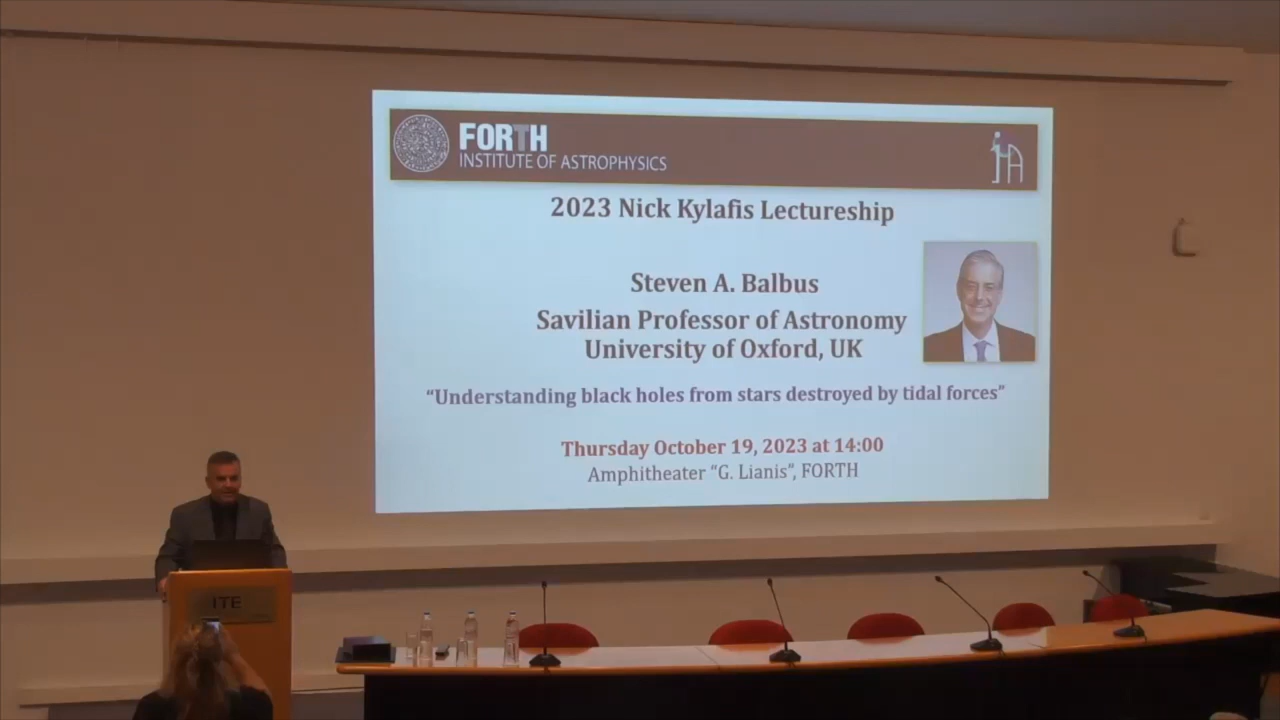 FORTH
INSTITUTE OF ASTROPHYSICS
2023 Nick Kylafis Lectureship
Steven A. Balbus
Savilian Professor of Astronomy
University of Oxford, UK
“Understanding black holes from stars destroyed by tidal forces”
Thursday October 19, 2023 at 14:00
Amphitheater “G. Lianis”, FORTH
ITE